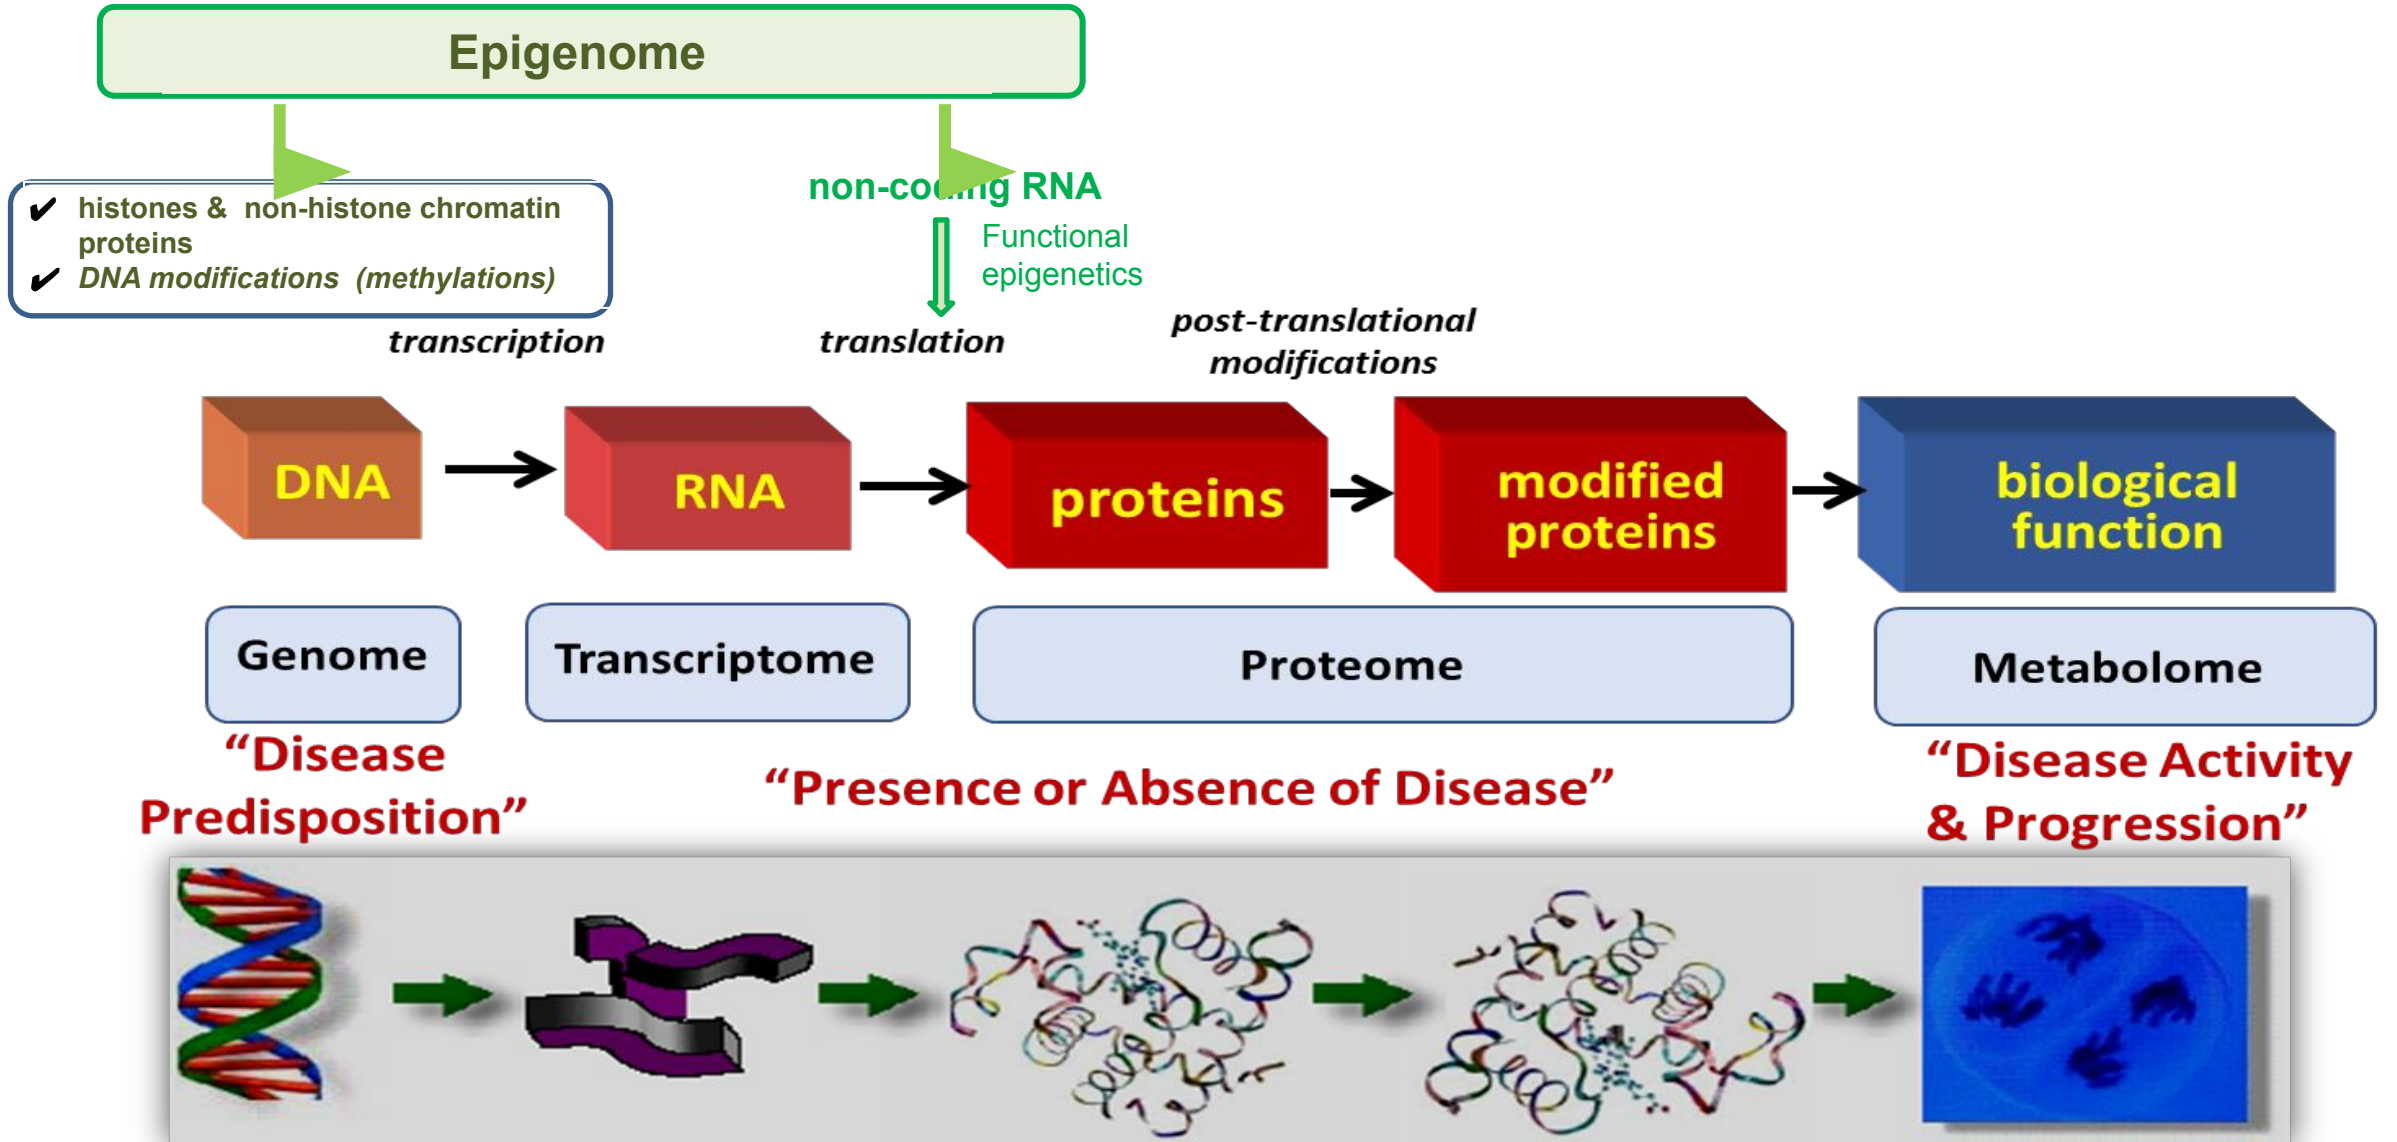 Epigenome
✔ histones & non-histone chromatin
proteins
✔ DNA modifications (methylations)
non-coding RNA
Functional
epigenetics
transcription
translation
post-translational
modifications
DNA
RNA
proteins
modified
proteins
biological
function
Genome
Transcriptome
Proteome
Metabolome
“Disease
Predisposition”
“Presence or Absence of Disease”
“Disease Activity
& Progression”